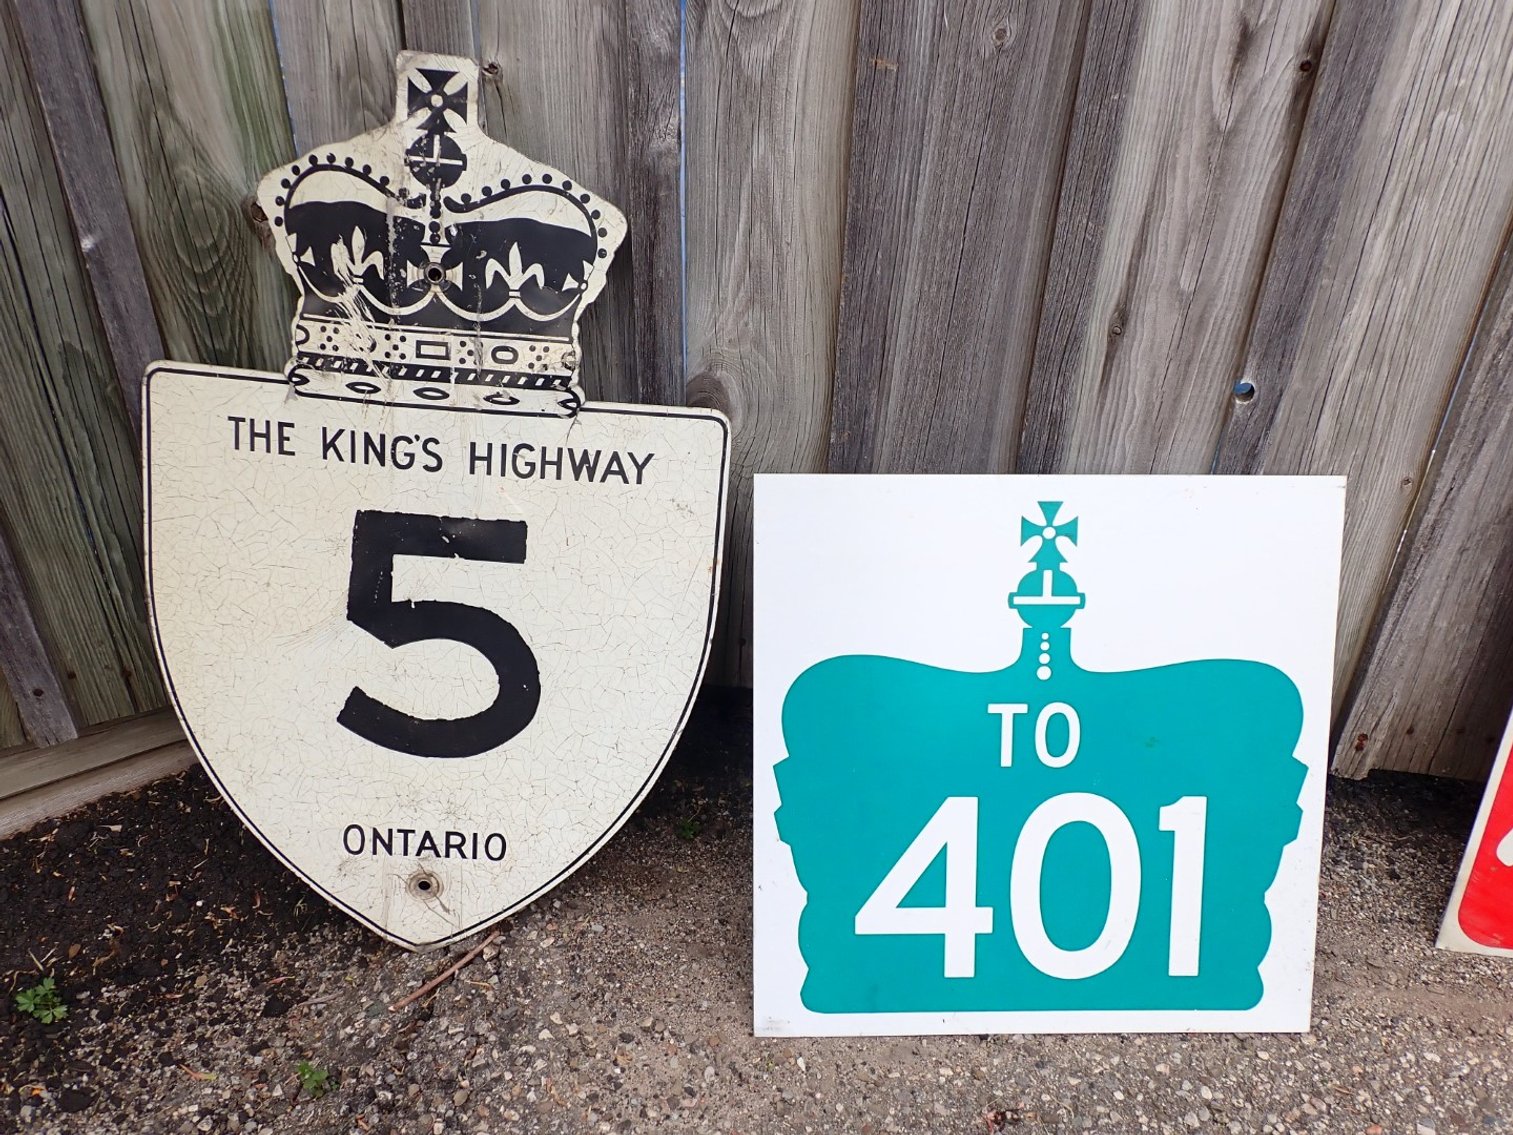 THE KING'S HIGHWAY
5
ONTARIO
TO
401